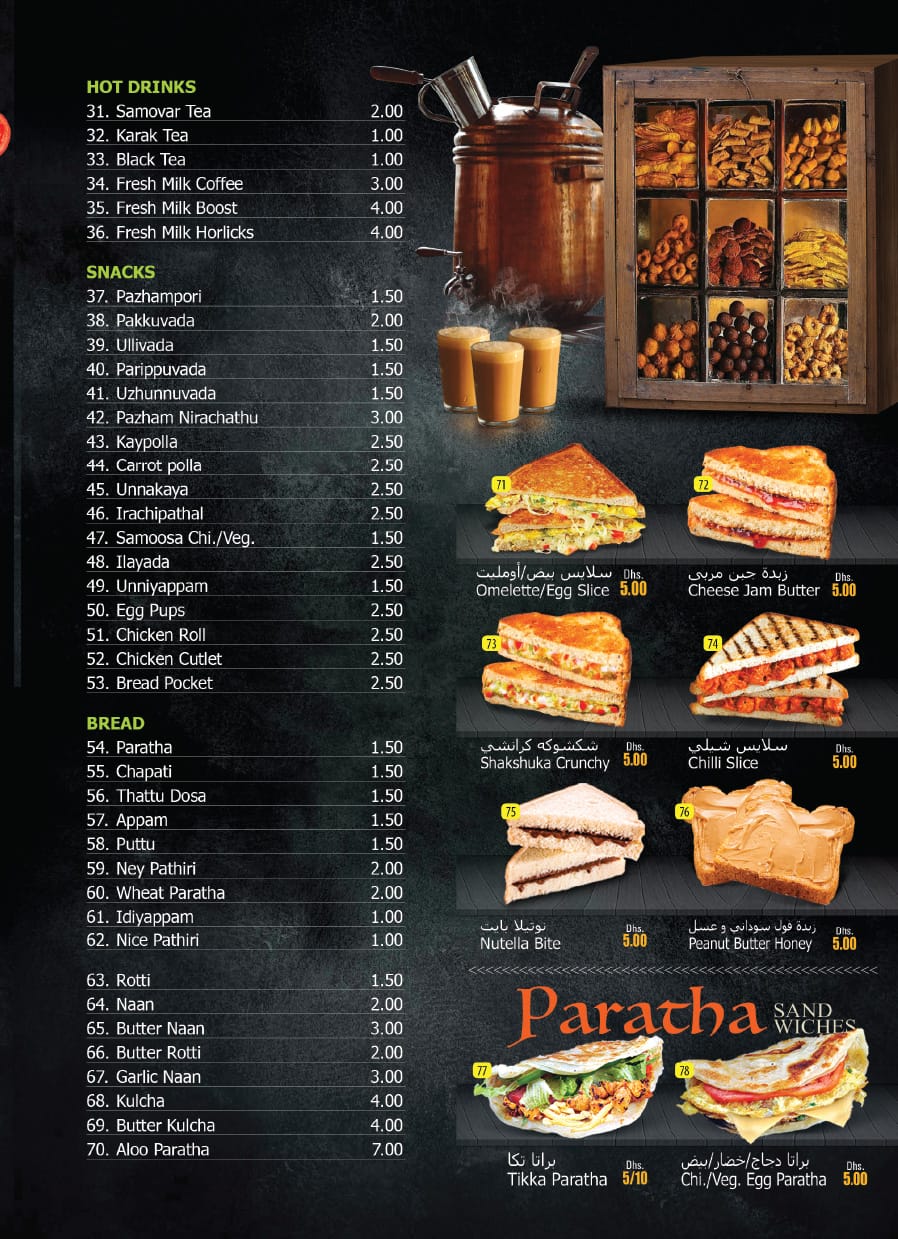 HOT DRINKS
31. Samovar Tea 2.00
32. Karak Tea 1.00
33. Black Tea 1.00
34. Fresh Milk Coffee 3.00
35. Fresh Milk Boost 4.00
36. Fresh Milk Horlicks 4.00
SNACKS
37. Pazhampori 1.50
38. Pakkuvada 2.00
39. Ullivada 1.50
40. Parippuvada 1.50
41. Uzhunnuvada 1.50
42. Pazham Nirachathu 3.00
43. Kaypolla 2.50
44. Carrot polla 2.50
45. Unnakaya 2.50
46. Irachipathal 2.50
47. Samoosa Chi./Veg. 1.50
48. Ilayada 2.50
49. Unniyappam 1.50
50. Egg Pups 2.50
51. Chicken Roll 2.50
52. Chicken Cutlet 2.50
53. Bread Pocket 2.50
BREAD
54. Paratha 1.50
55. Chapati 1.50
56. Thattu Dosa 1.50
57. Appam 1.50
58. Puttu 1.50
59. Ney Pathiri 2.00
60. Wheat Paratha 2.00
61. Idiyappam 1.00
62. Nice Pathiri 1.00
63. Rotti 1.50
64. Naan 2.00
65. Butter Naan 3.00
66. Butter Rotti 2.00
67. Garlic Naan 3.00
68. Kulcha 4.00
69. Butter Kulcha 4.00
70. Aloo Paratha 7.00
71
سلايس بيض/أومليت
Omelette/Egg Slice Dhs. 5.00
72
زبدة جبن مربى
Cheese Jam Butter Dhs. 5.00
73
شكشوكه كرانشي
Shakshuka Crunchy Dhs. 5.00
74
سلايس شيلي
Chilli Slice Dhs. 5.00
75
نوتيلا بايت
Nutella Bite Dhs. 5.00
76
زبدة فول سوداني و عسل
Peanut Butter Honey Dhs. 5.00
Paratha SAND
WICHES
77
براتا تكا
Tikka Paratha Dhs. 5/10
78
براتا دجاج/خضار/بيض
Chi./Veg. Egg Paratha Dhs. 5.00